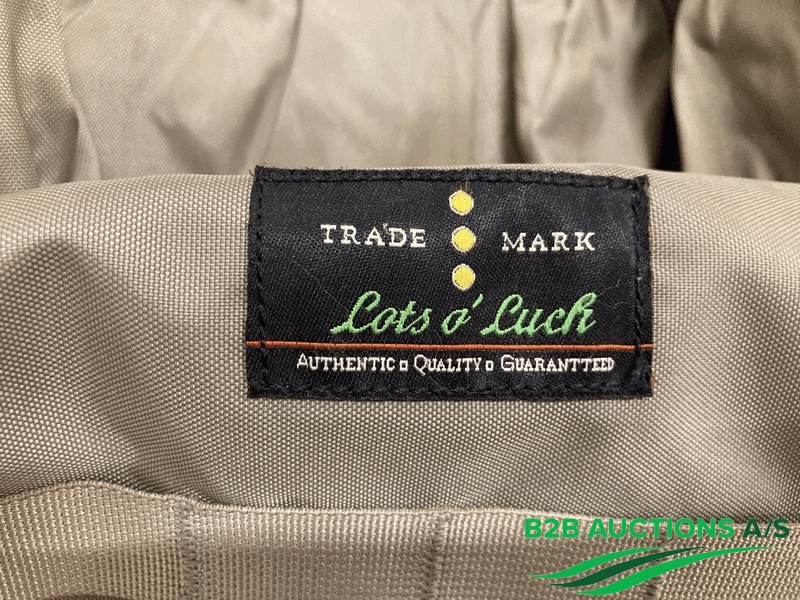 TRADE MARK
Lots o' Luck
AUTHENTIC QUALITY GUARANTTEED
B2B AUCTIONS A/S